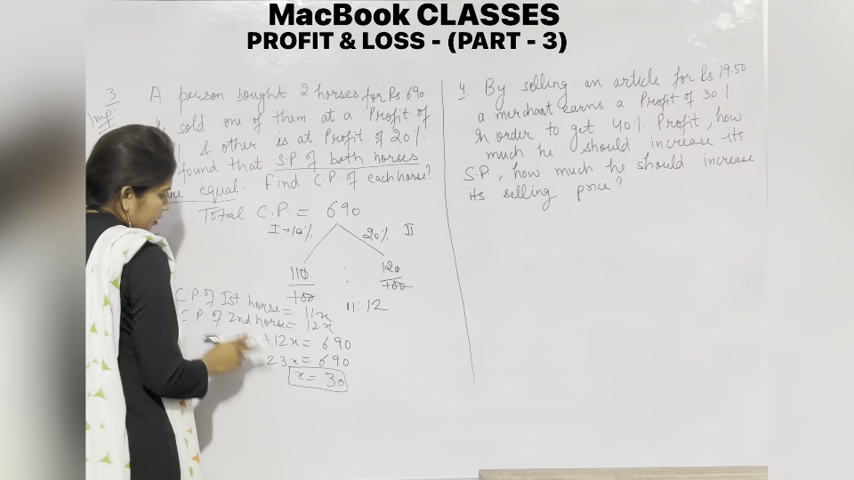 MacBook CLASSES
PROFIT & LOSS - (PART - 3)
3 A person bought 2 horses for Rs 690.
Imp
sold one of them at a Profit of
% & other is at Profit of 20%.
found that S.P. of both horses
are equal. Find C.P. of each horse?
Total C.P. = 690
I→10% 20% II
110 : 120
100 100
11:12
C.P. of Ist horse = 11x
C.P. of 2nd horse = 12x
+12x = 690
23x = 690
x = 30
4 By selling an article for Rs 19.50
a merchant earns a Profit of 30%.
In order to get 40% Profit, how
much he should increase its
S.P., how much he should increase
its selling price?